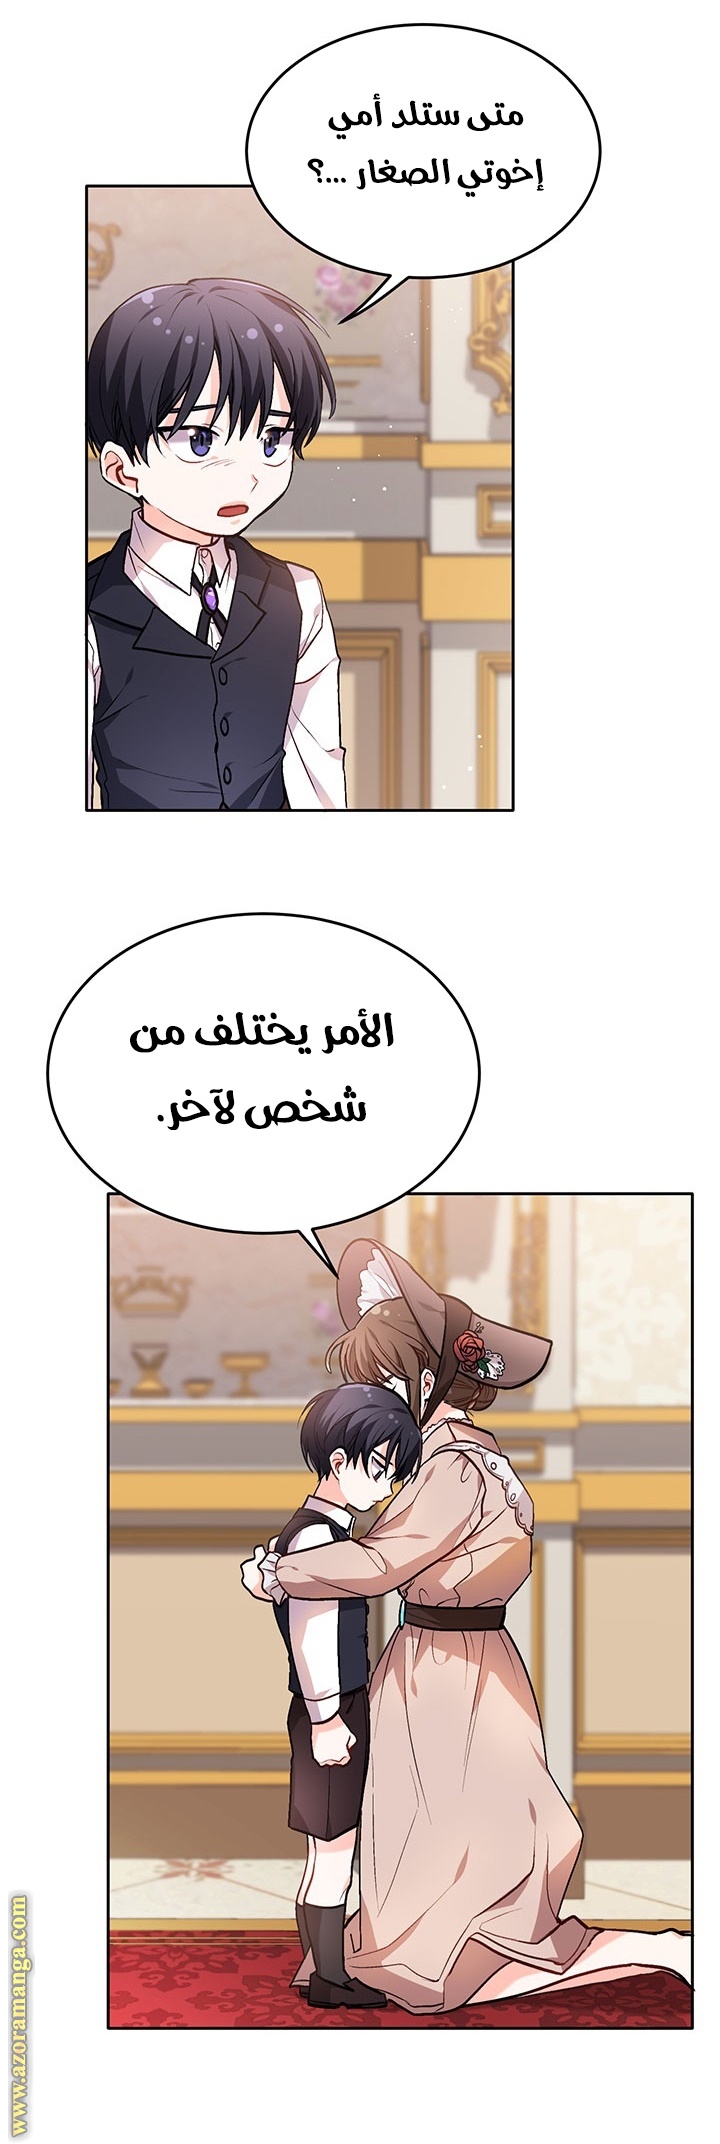 متى ستلد أمي
إخوتي الصغار ...؟
الأمر يختلف من
شخص لآخر.
www.azoramanga.com